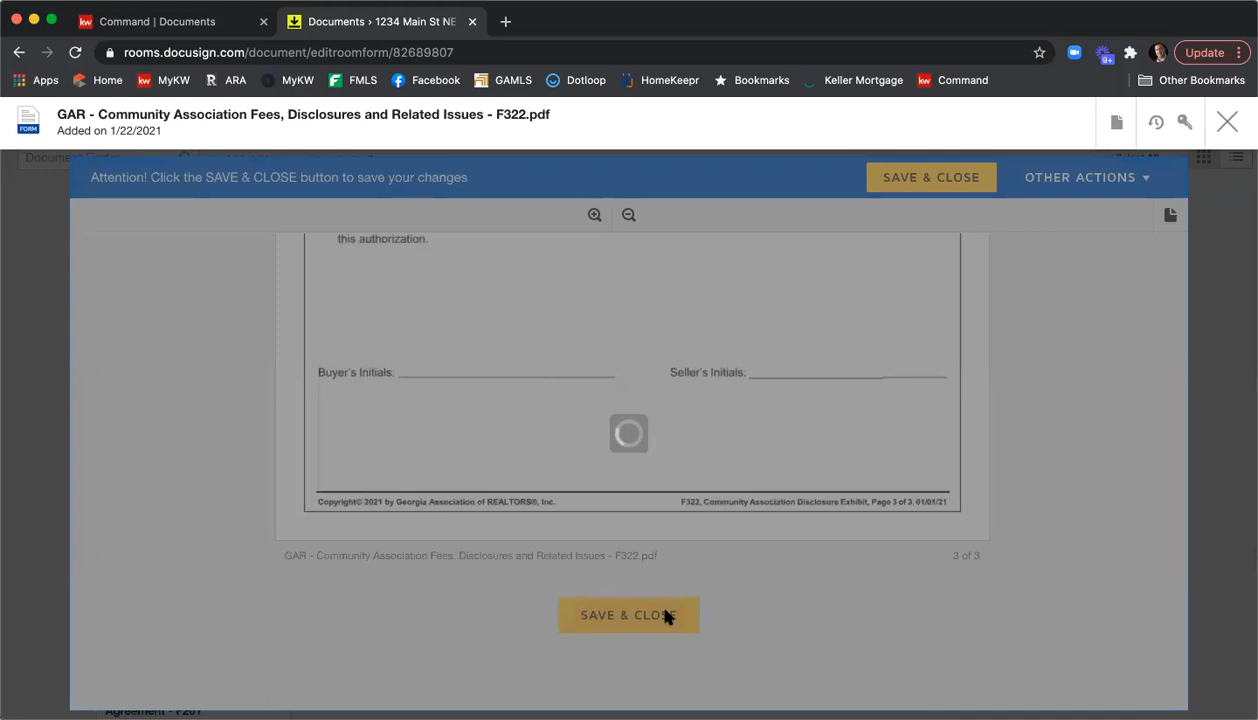 Command | Documents
Documents › 1234 Main St NE
rooms.docusign.com/document/editroomform/82689807
Update
Apps Home MyKW ARA MyKW FMLS Facebook GAMLS Dotloop HomeKeepr Bookmarks Keller Mortgage Command Other Bookmarks
9+
FORM
GAR - Community Association Fees, Disclosures and Related Issues - F322.pdf
Added on 1/22/2021
Attention! Click the SAVE & CLOSE button to save your changes
SAVE & CLOSE
OTHER ACTIONS
this authorization.
Buyer's Initials:
Seller's Initials:
Copyright© 2021 by Georgia Association of REALTORS®, Inc.
F322, Community Association Disclosure Exhibit, Page 3 of 3, 01/01/21
GAR - Community Association Fees, Disclosures and Related Issues - F322.pdf
3 of 3
SAVE & CLOSE
Agreement - F201